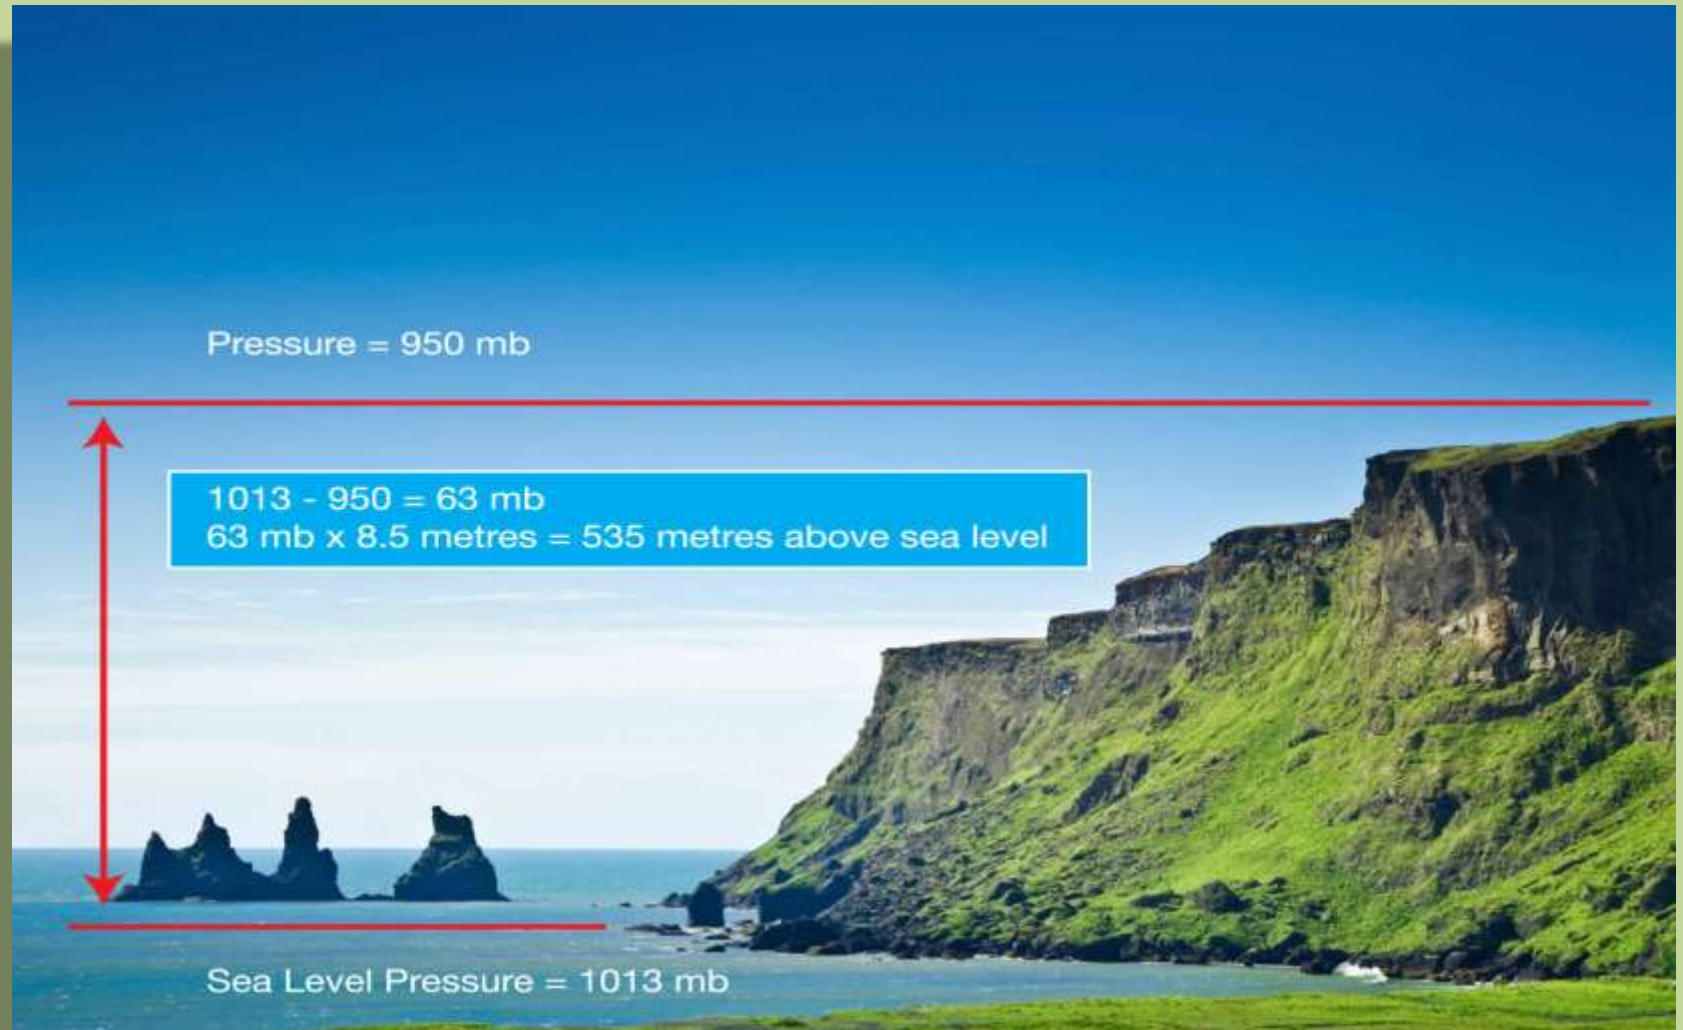 Pressure = 950 mb
1013 - 950 = 63 mb
63 mb x 8.5 metres = 535 metres above sea level
Sea Level Pressure = 1013 mb